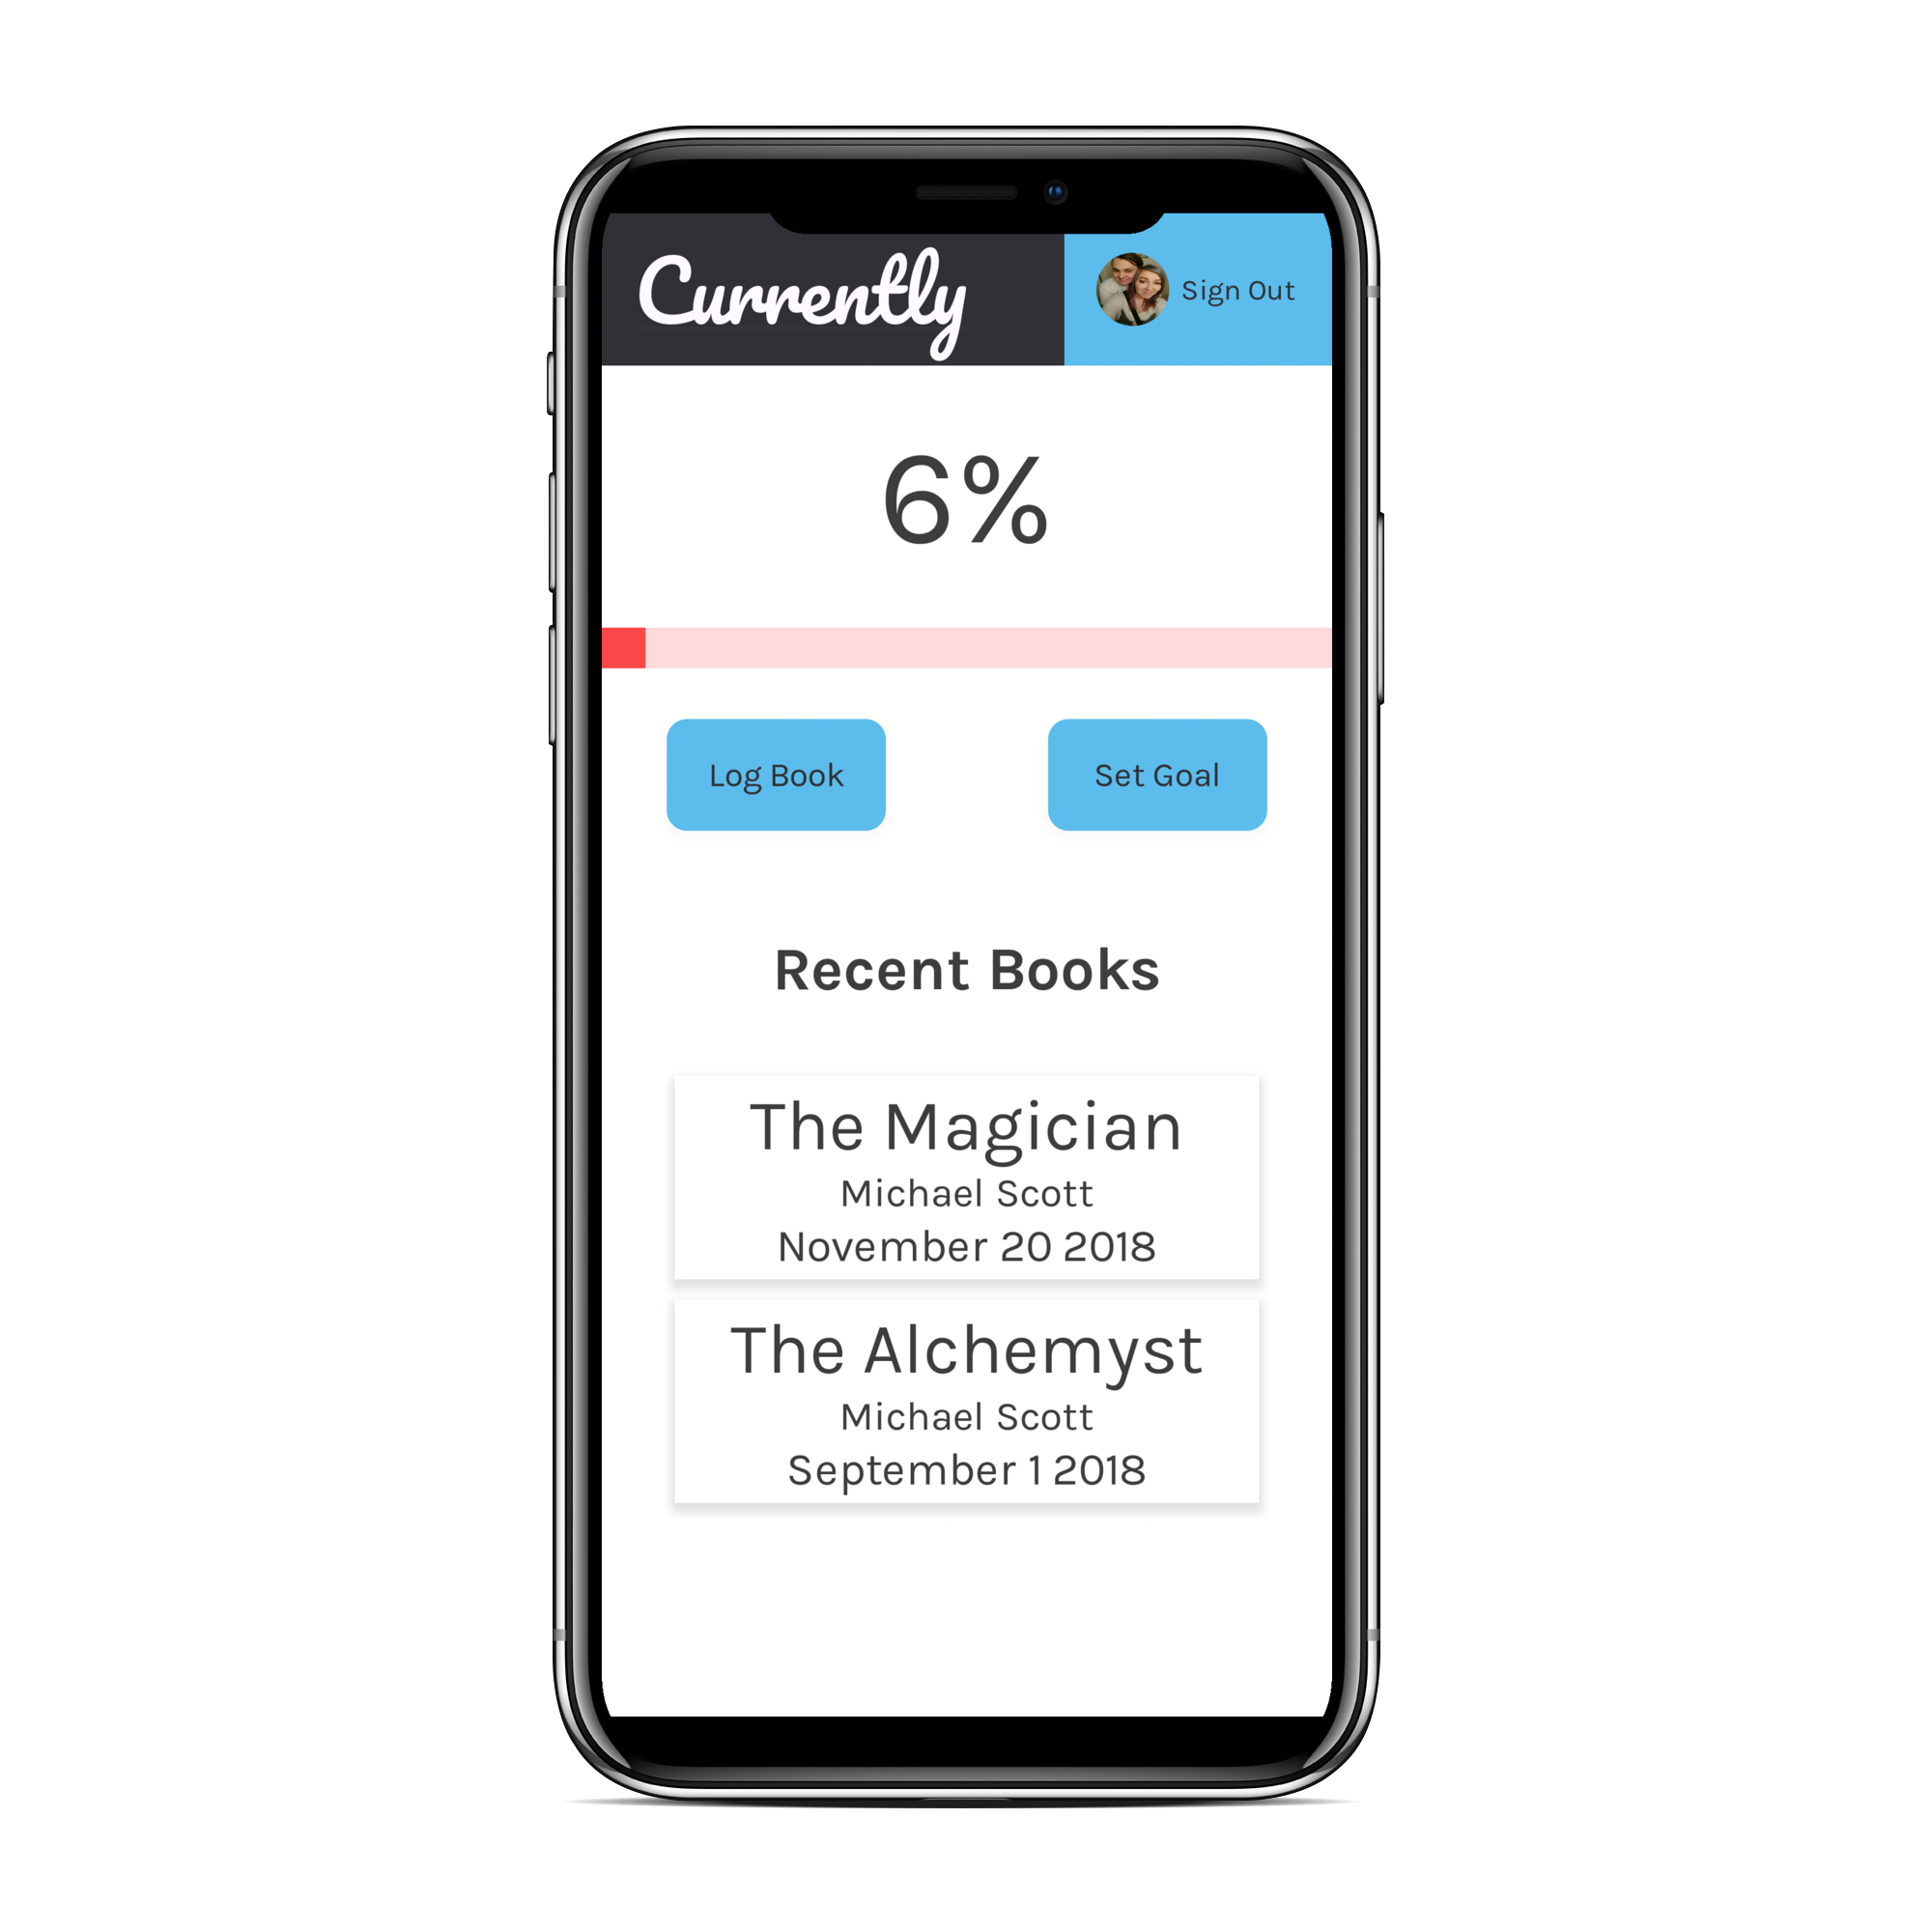 Currently
Sign Out
6%
Log Book
Set Goal
Recent Books
The Magician
Michael Scott
November 20 2018
The Alchemyst
Michael Scott
September 1 2018